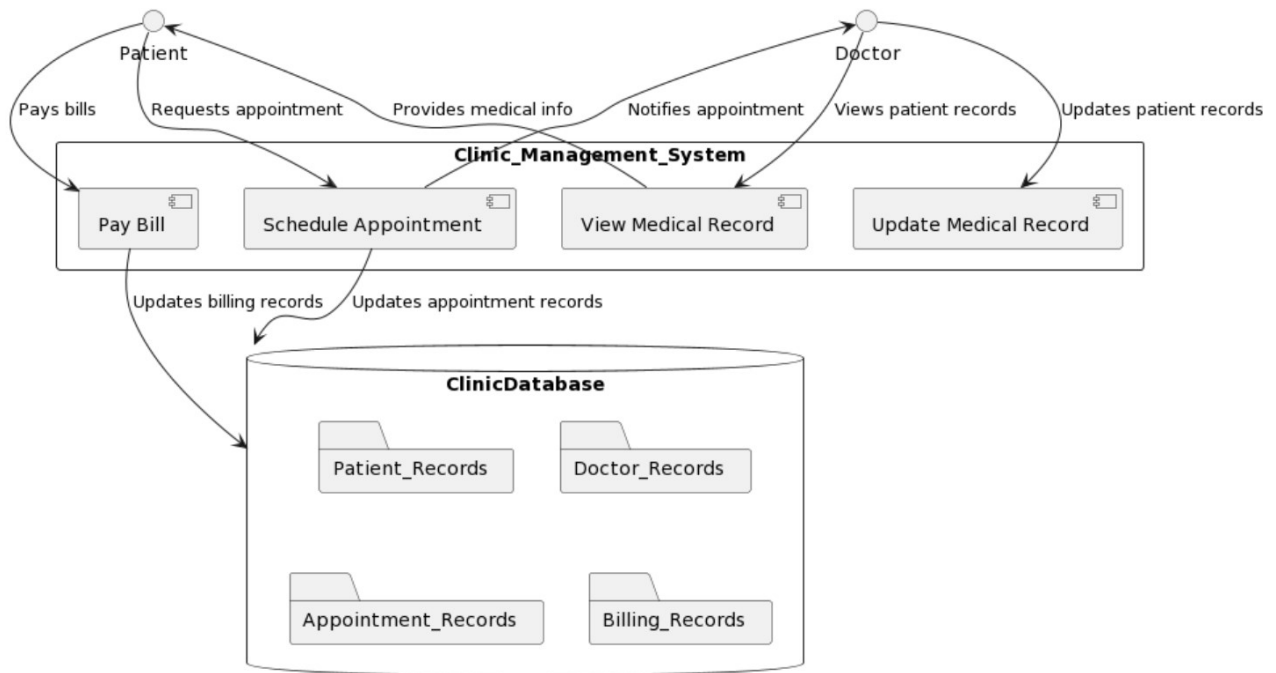 Patient
Doctor
Pays bills
Requests appointment
Provides medical info
Notifies appointment
Views patient records
Updates patient records
Clinic_Management_System
Pay Bill
Schedule Appointment
View Medical Record
Update Medical Record
Updates billing records
Updates appointment records
ClinicDatabase
Patient_Records
Doctor_Records
Appointment_Records
Billing_Records